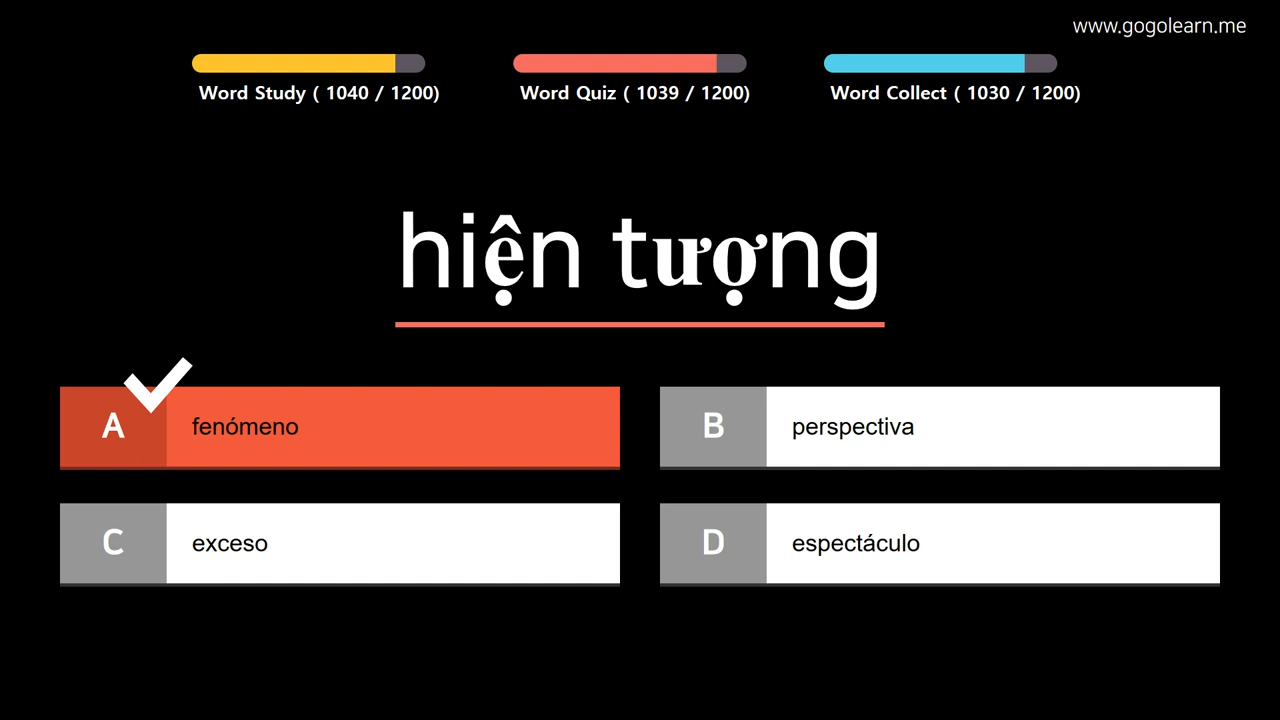 www.gogolearn.me
Word Study ( 1040 / 1200)
Word Quiz ( 1039 / 1200)
Word Collect ( 1030 / 1200)
hiện tượng
A fenómeno
B perspectiva
C exceso
D espectáculo